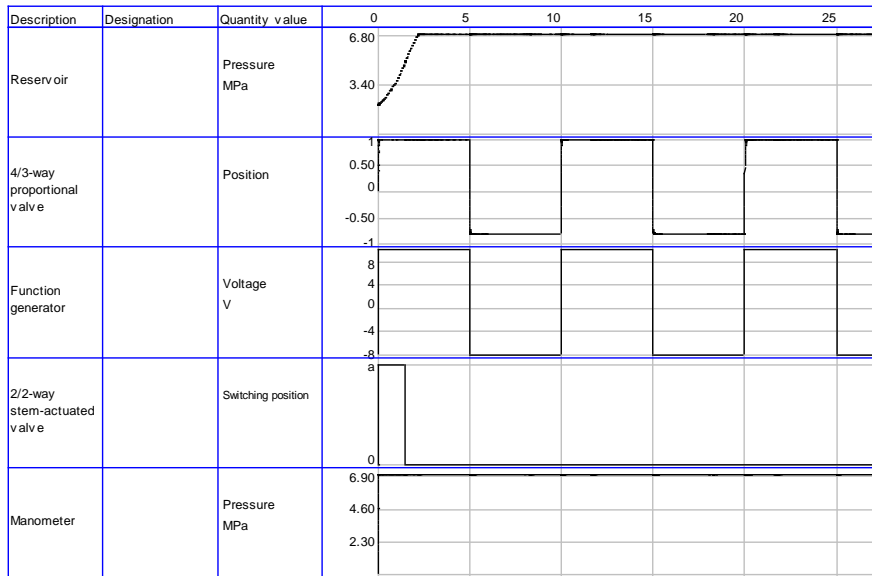 Description Designation Quantity value 0 5 10 15 20 25
Reservoir
Pressure
MPa
6.80
3.40
4/3-way
proportional
valve
Position
1
0.50
0
-0.50
-1
Function
generator
Voltage
V
8
4
0
-4
-8
2/2-way
stem-actuated
valve
Switching position
a
0
Manometer
Pressure
MPa
6.90
4.60
2.30